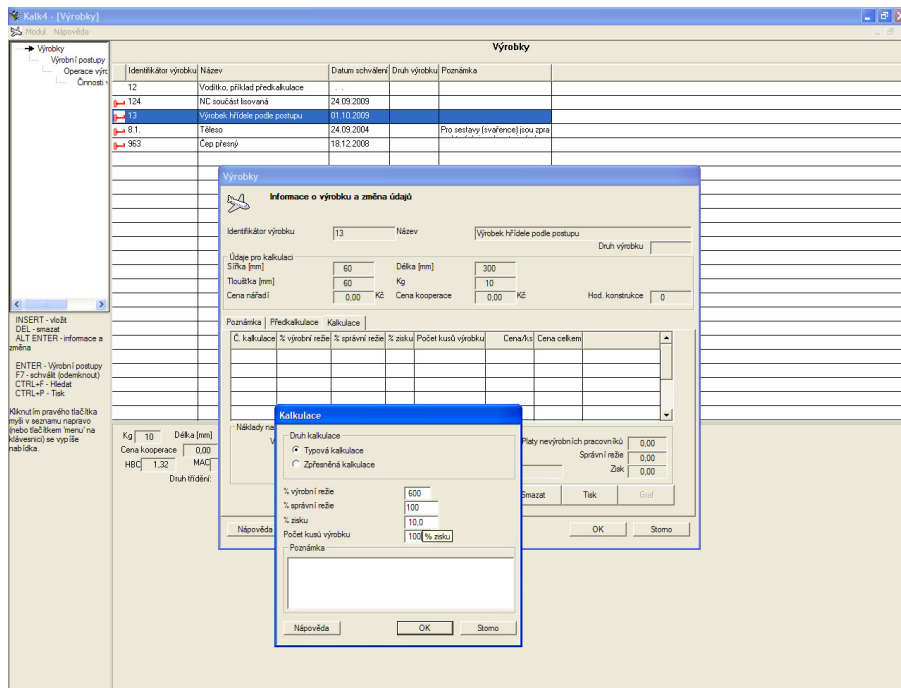 Kalk4 - [Výrobky]
Modul Nápověda
Výrobky
Výrobní postupy
Operace výrc
Činnosti v
Výrobky
Identifikátor výrobku Název Datum schválení Druh výrobku Poznámka
12 Vodítko, příklad předkalkulace . .
124 NC součást lisovaná 24.09.2009
13 Výrobek hřídele podle postupu 01.10.2009
8.1. Těleso 24.09.2004 Pro sestavy (svařence) jsou zpra
963 Čep přesný 18.12.2008
INSERT - vložit
DEL - smazat
ALT ENTER - informace a
změna
ENTER - Výrobní postupy
F7 - schválit (odemknout)
CTRL+F - Hledat
CTRL+P - Tisk
Kliknutím pravého tlačítka
myši v seznamu napravo
(nebo tlačítkem 'menu' na
klávesnici) se vypíše
nabídka.
Kg 10 Délka [mm]
Cena kooperace 0,00
HBC 1,32 MAC
Druh třídění:
Výrobky
Informace o výrobku a změna údajů
Identifikátor výrobku 13 Název Výrobek hřídele podle postupu
Druh výrobku
Údaje pro kalkulaci
Šířka [mm] 60 Délka [mm] 300
Tloušťka [mm] 60 Kg 10
Cena nářadí 0,00 Kč Cena kooperace 0,00 Kč Hod. konstrukce 0
Poznámka Předkalkulace Kalkulace
Č. kalkulace % výrobní režie % správní režie % zisku Počet kusů výrobku Cena/ks Cena celkem
Náklady na
V
Platy nevýrobních pracovníků 0,00
Správní režie 0,00
Zisk 0,00
Smazat Tisk Graf
Nápověda OK Storno
Kalkulace
Druh kalkulace
Typová kalkulace
Zpřesněná kalkulace
% výrobní režie 600
% správní režie 100
% zisku 10,0
Počet kusů výrobku 100 % zisku
Poznámka
Nápověda OK Storno